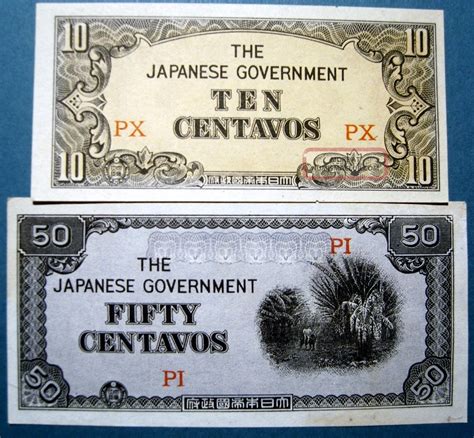 10 10
THE
JAPANESE GOVERNMENT
TEN
CENTAVOS
PX PX
10 10
大日本帝國政府
50 50
PI
THE
JAPANESE GOVERNMENT
FIFTY
CENTAVOS
PI
50 50
大日本帝國政府